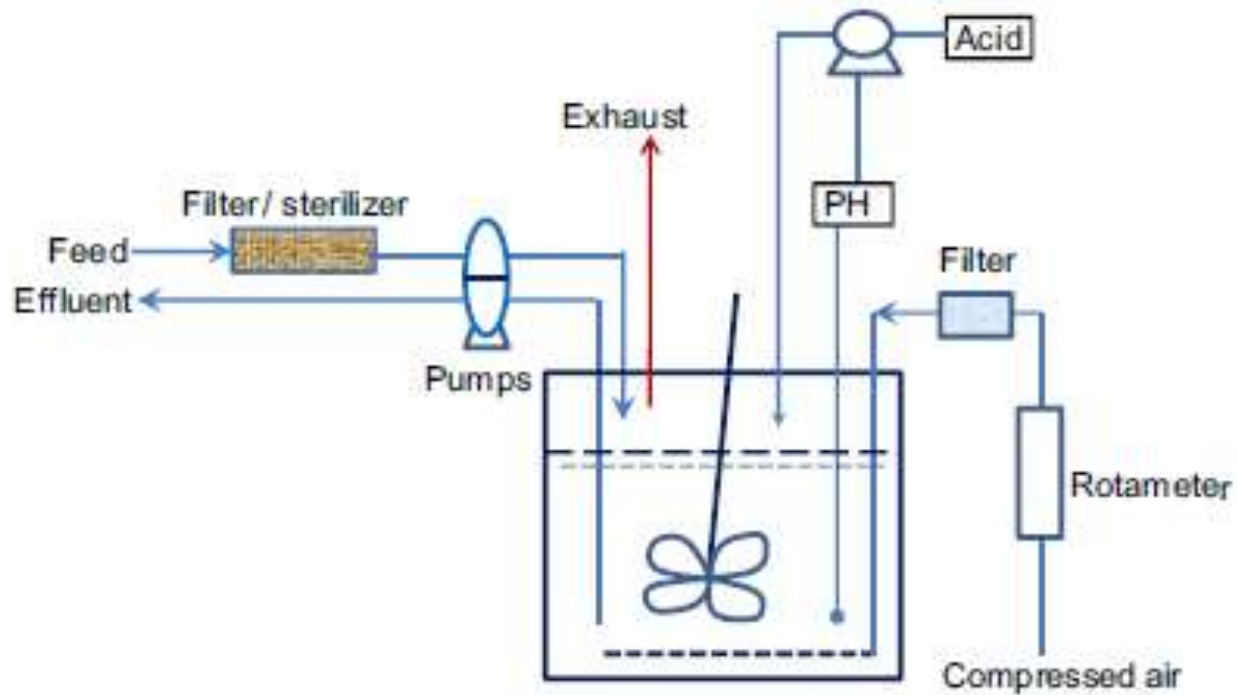 Acid
Exhaust
PH
Filter/ sterilizer
Feed
Filter
Effluent
Pumps
Rotameter
Compressed air